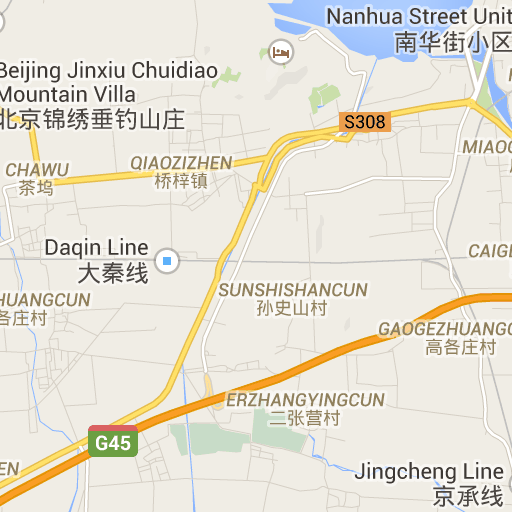 Nanhua Street Unit
南华街小区
Beijing Jinxiu Chuidiao
Mountain Villa
北京锦绣垂钓山庄
S308
CHAWU
茶坞
QIAOZIZHEN
桥梓镇
MIAOC
Daqin Line
大秦线
CAIGE
HUANGCUN
各庄村
SUNSHISHANCUN
孙史山村
GAOGEZHUANGC
高各庄村
ERZHANGYINGCUN
二张营村
G45
EN
Jingcheng Line
京承线